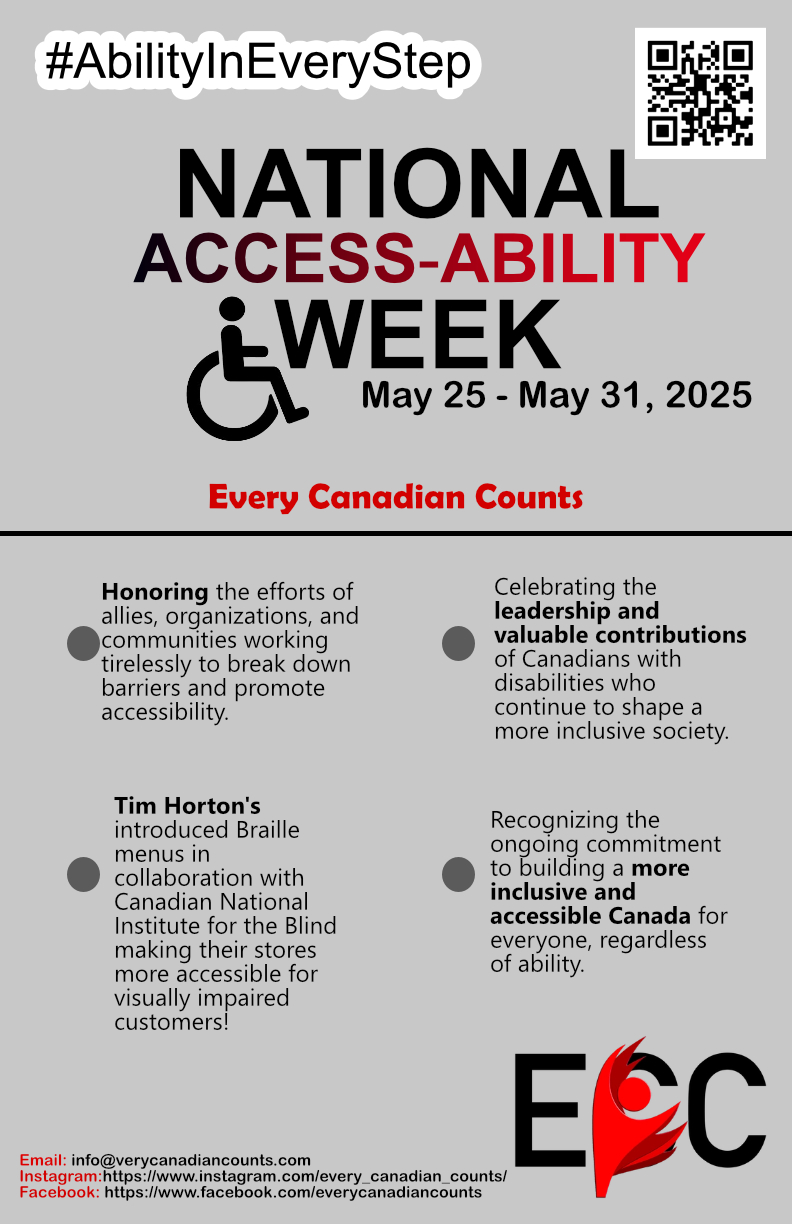 #AbilityInEveryStep
NATIONAL
ACCESS-ABILITY
WEEK
May 25 - May 31, 2025
Every Canadian Counts
Honoring the efforts of
allies, organizations, and
communities working
tirelessly to break down
barriers and promote
accessibility.
Celebrating the
leadership and
valuable contributions
of Canadians with
disabilities who
continue to shape a
more inclusive society.
Tim Horton's
introduced Braille
menus in
collaboration with
Canadian National
Institute for the Blind
making their stores
more accessible for
visually impaired
customers!
Recognizing the
ongoing commitment
to building a more
inclusive and
accessible Canada for
everyone, regardless
of ability.
ECC
Email: info@verycanadiancounts.com
Instagram:https://www.instagram.com/every_canadian_counts/
Facebook: https://www.facebook.com/everycanadiancounts